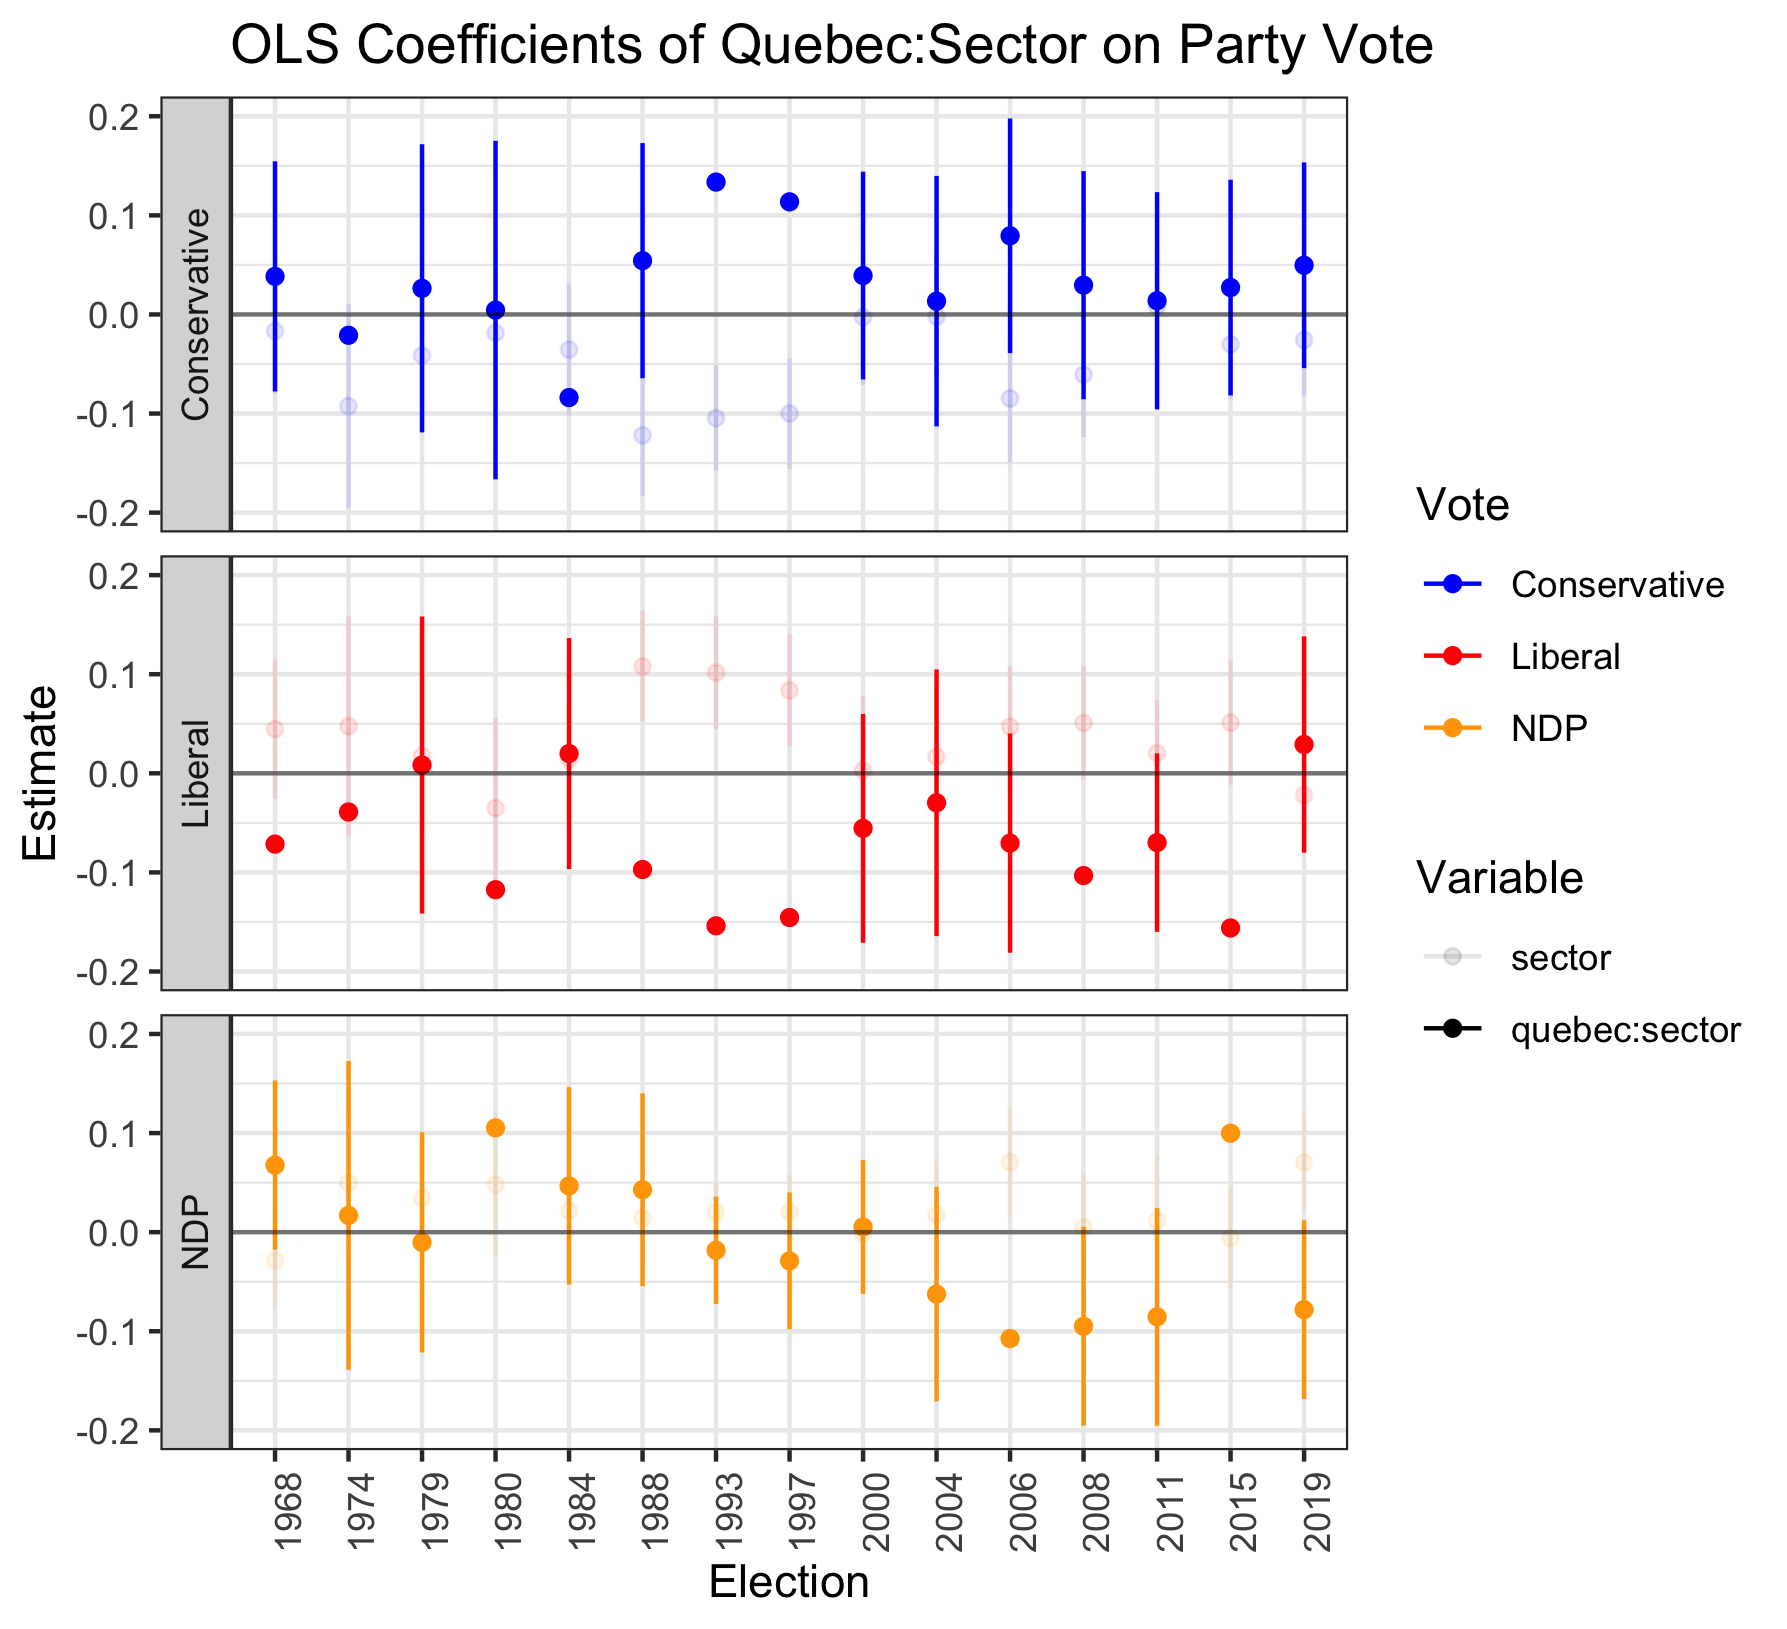 OLS Coefficients of Quebec:Sector on Party Vote
Estimate
Conservative
0.2
0.1
0.0
-0.1
-0.2
Liberal
0.2
0.1
0.0
-0.1
-0.2
NDP
0.2
0.1
0.0
-0.1
-0.2
1968 1974 1979 1980 1984 1988 1993 1997 2000 2004 2006 2008 2011 2015 2019
Election
Vote
Conservative
Liberal
NDP
Variable
sector
quebec:sector